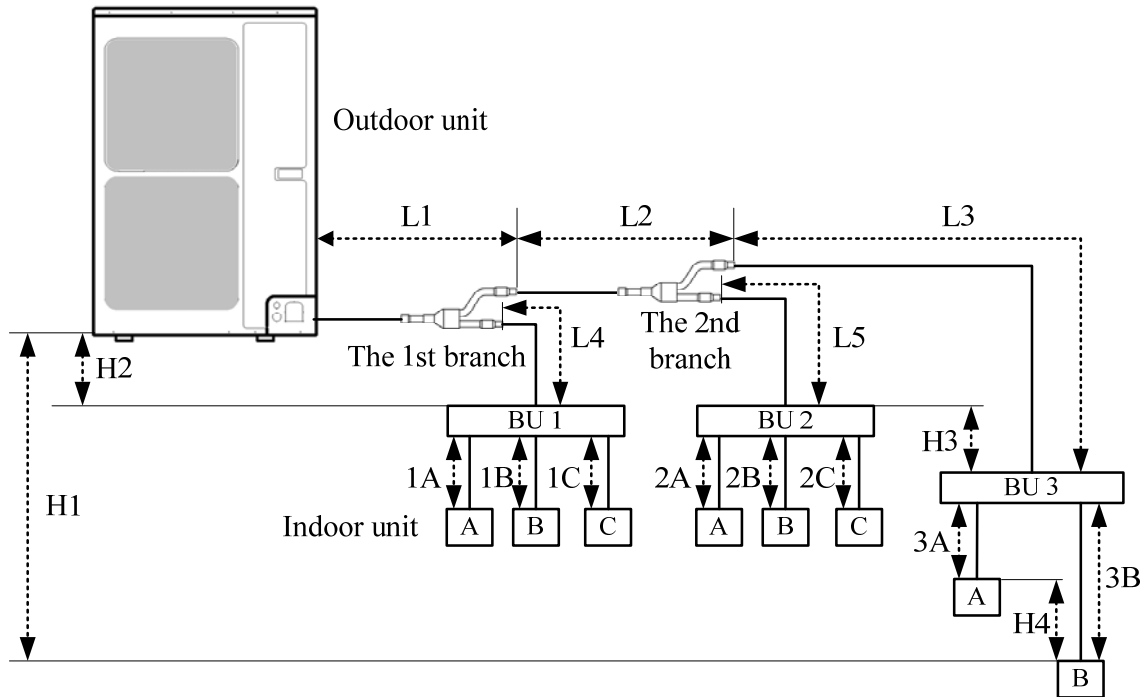 Outdoor unit
L1
L2
L3
The 1st branch
L4
The 2nd
branch
L5
H2
BU 1
BU 2
H3
H1
1A
1B
1C
2A
2B
2C
BU 3
Indoor unit
A
B
C
A
B
C
3A
3B
A
H4
B